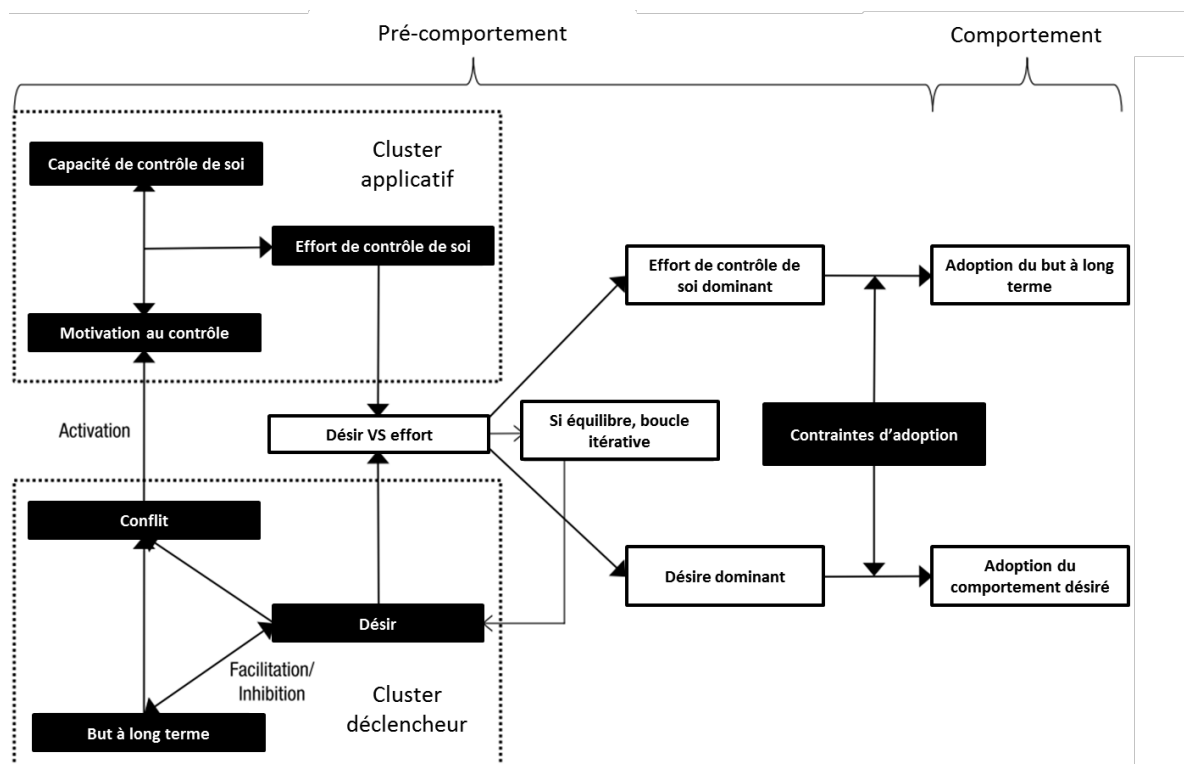 Pré-comportement
Comportement
Cluster
applicatif
Capacité de contrôle de soi
Effort de contrôle de soi
Motivation au contrôle
Effort de contrôle de
soi dominant
Adoption du but à long
terme
Activation
Désir VS effort
Si équilibre, boucle
itérative
Contraintes d’adoption
Conflit
Désire dominant
Adoption du
comportement désiré
Désir
Facilitation/
Inhibition
Cluster
déclencheur
But à long terme